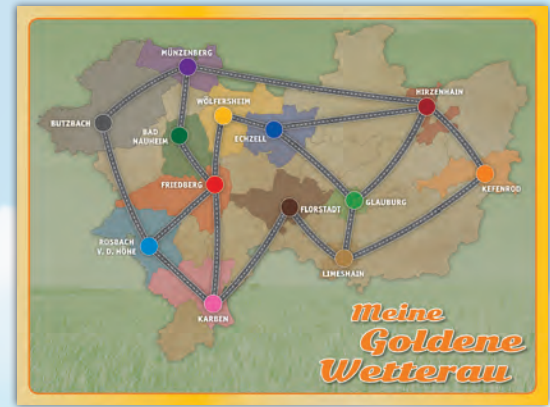 MÜNZENBERG
HIRZENHAIN
WÖLFERSHEIM
BUTZBACH
BAD
NAUHEIM
ECHZELL
KEFENROD
FRIEDBERG
FLORSTADT
GLAUBURG
ROSBACH
V. D. HÖHE
LIMESHAIN
KARBEN
Meine
Goldene
Wetterau